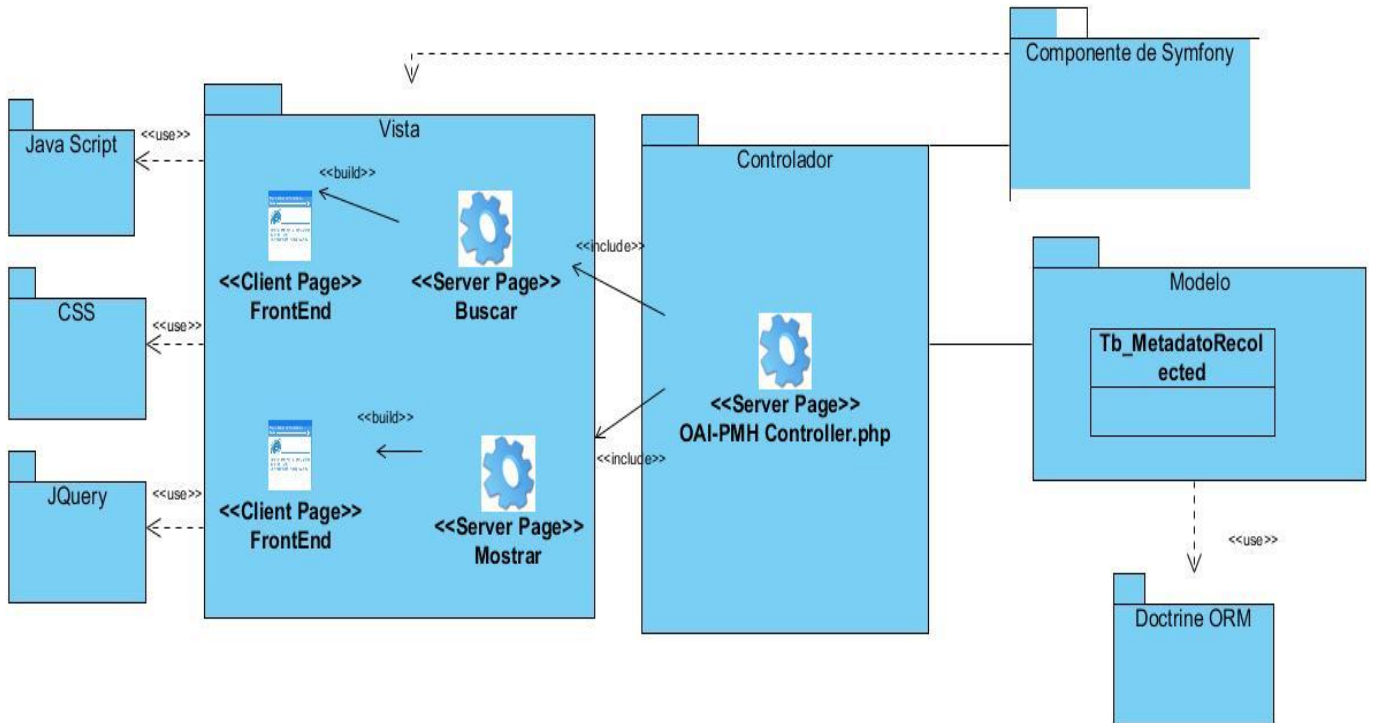 Componente de Symfony
Java Script
<<use>>
Vista
Controlador
<<build>>
<<Client Page>>
FrontEnd
<<Server Page>>
Buscar
<<include>>
Modelo
Tb_MetadatoRecol
ected
CSS
<<use>>
<<Server Page>>
OAI-PMH Controller.php
<<build>>
<<include>>
JQuery
<<use>>
<<Client Page>>
FrontEnd
<<Server Page>>
Mostrar
<<use>>
Doctrine ORM